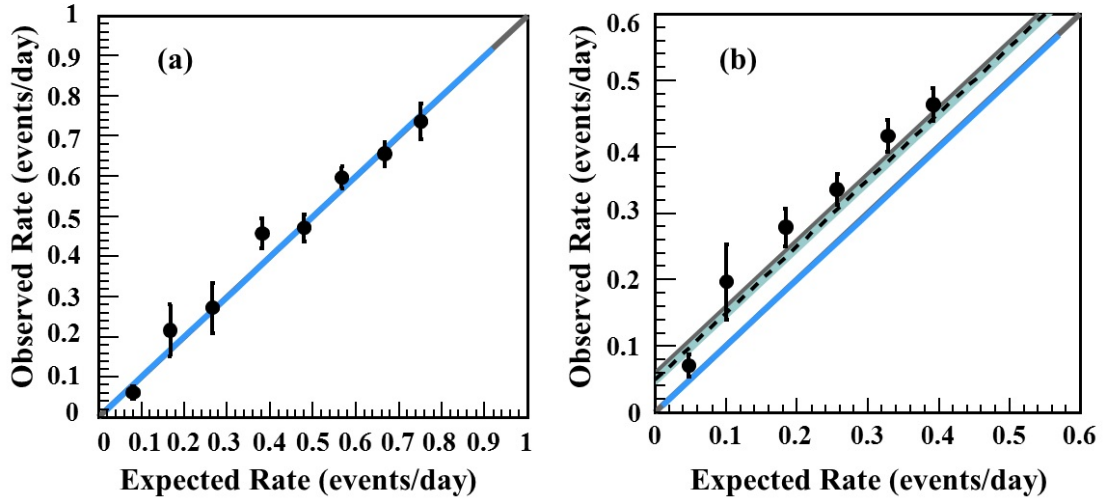 (a)
Observed Rate (events/day)
1
0.9
0.8
0.7
0.6
0.5
0.4
0.3
0.2
0.1
0
0 0.1 0.2 0.3 0.4 0.5 0.6 0.7 0.8 0.9 1
Expected Rate (events/day)
(b)
Observed Rate (events/day)
0.6
0.5
0.4
0.3
0.2
0.1
0
0 0.1 0.2 0.3 0.4 0.5 0.6
Expected Rate (events/day)